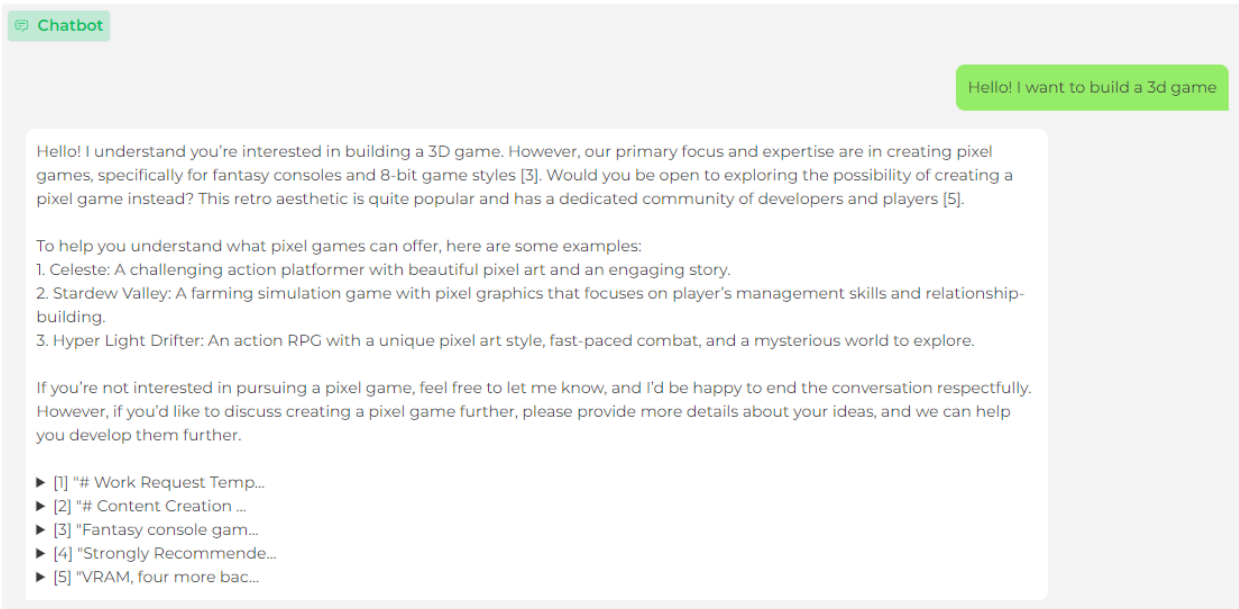 Chatbot
Hello! I want to build a 3d game
Hello! I understand you're interested in building a 3D game. However, our primary focus and expertise are in creating pixel
games, specifically for fantasy consoles and 8-bit game styles [3]. Would you be open to exploring the possibility of creating a
pixel game instead? This retro aesthetic is quite popular and has a dedicated community of developers and players [5].
To help you understand what pixel games can offer, here are some examples:
1. Celeste: A challenging action platformer with beautiful pixel art and an engaging story.
2. Stardew Valley: A farming simulation game with pixel graphics that focuses on player's management skills and relationship-
building.
3. Hyper Light Drifter: An action RPG with a unique pixel art style, fast-paced combat, and a mysterious world to explore.
If you're not interested in pursuing a pixel game, feel free to let me know, and I'd be happy to end the conversation respectfully.
However, if you'd like to discuss creating a pixel game further, please provide more details about your ideas, and we can help
you develop them further.
▶ [1] "# Work Request Temp...
▶ [2] "# Content Creation ...
▶ [3] "Fantasy console gam...
▶ [4] "Strongly Recommende...
▶ [5] "VRAM, four more bac...